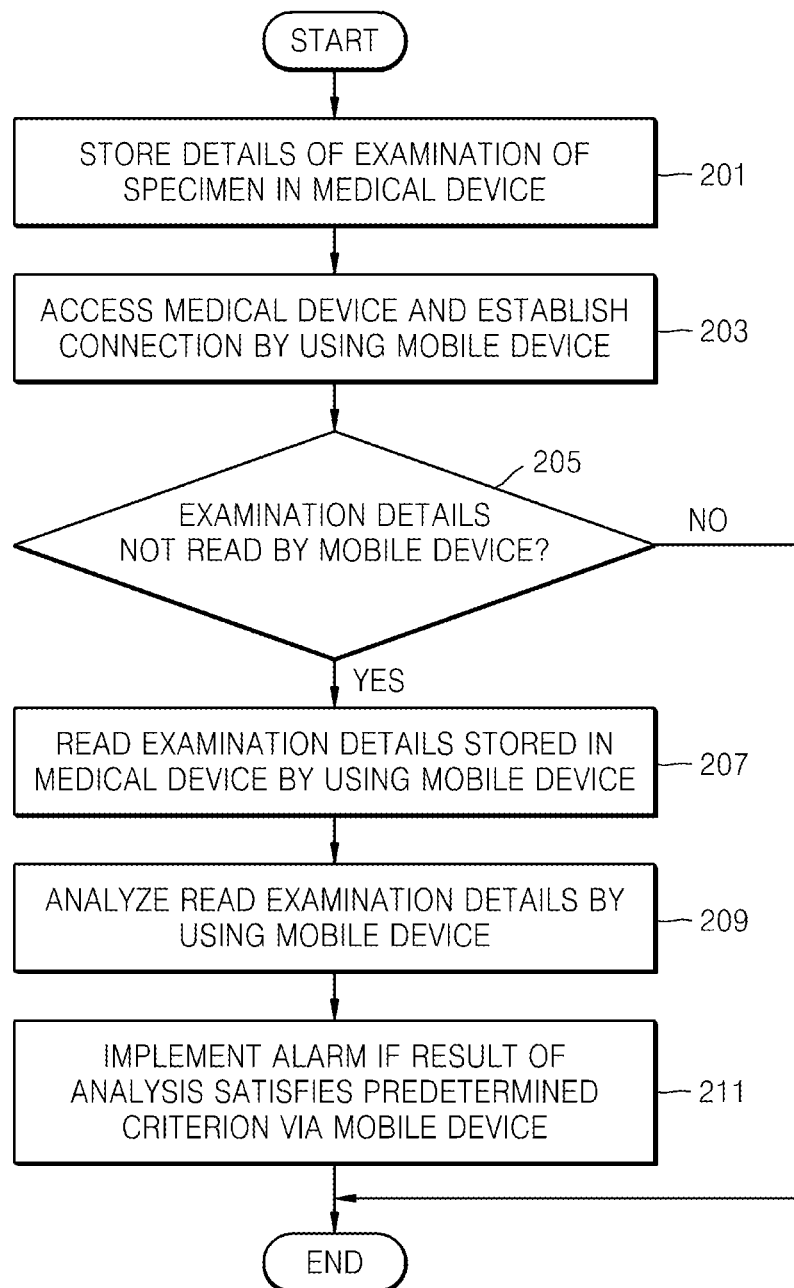 START
STORE DETAILS OF EXAMINATION OF
SPECIMEN IN MEDICAL DEVICE
201
ACCESS MEDICAL DEVICE AND ESTABLISH
CONNECTION BY USING MOBILE DEVICE
203
205
EXAMINATION DETAILS
NOT READ BY MOBILE DEVICE?
NO
YES
READ EXAMINATION DETAILS STORED IN
MEDICAL DEVICE BY USING MOBILE DEVICE
207
ANALYZE READ EXAMINATION DETAILS BY
USING MOBILE DEVICE
209
IMPLEMENT ALARM IF RESULT OF
ANALYSIS SATISFIES PREDETERMINED
CRITERION VIA MOBILE DEVICE
211
END